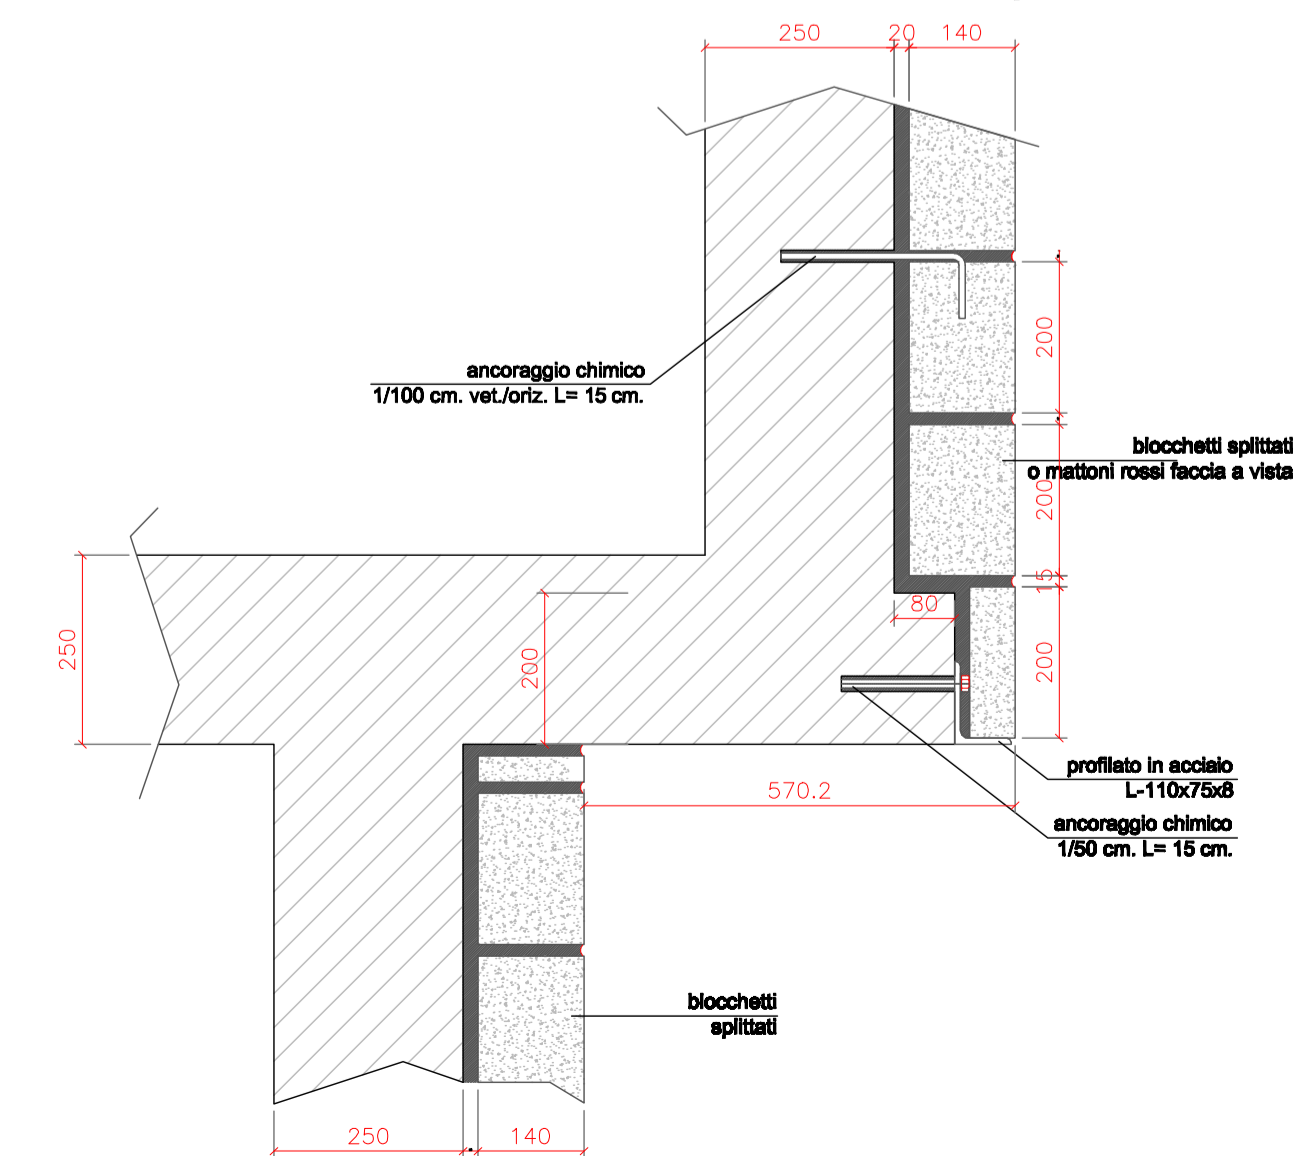 250 20 140
ancoraggio chimico
1/100 cm. vet./oriz. L= 15 cm.
200
blocchetti splittati
o mattoni rossi faccia a vista
200
15
80
250
200
200
profilato in acciaio
L-110x75x8
570.2
ancoraggio chimico
1/50 cm. L= 15 cm.
blocchetti
splittati
250 140